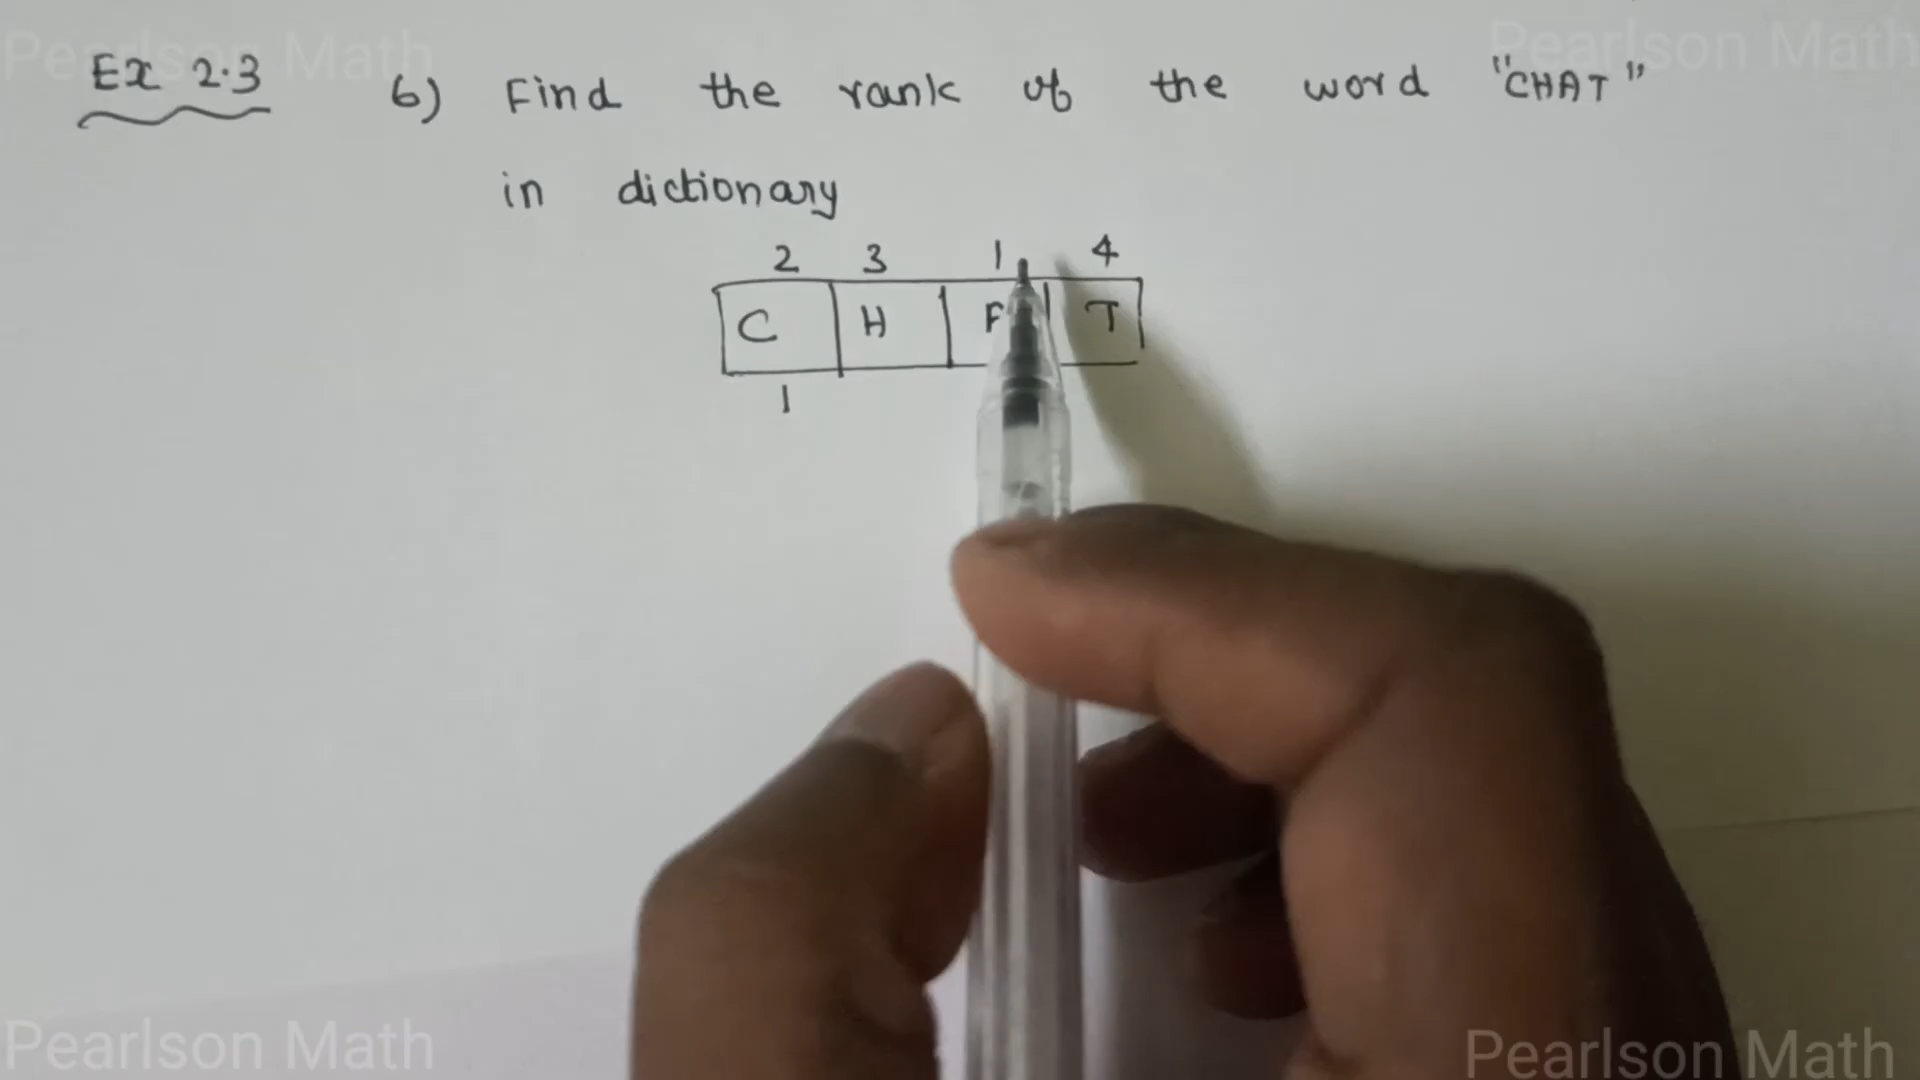 Pearlson Math Pearlson Math
Ex 2.3 6) Find the rank of the word "CHAT"
in dictionary
2 3 1 4
C H T
1
Pearlson Math Pearlson Math